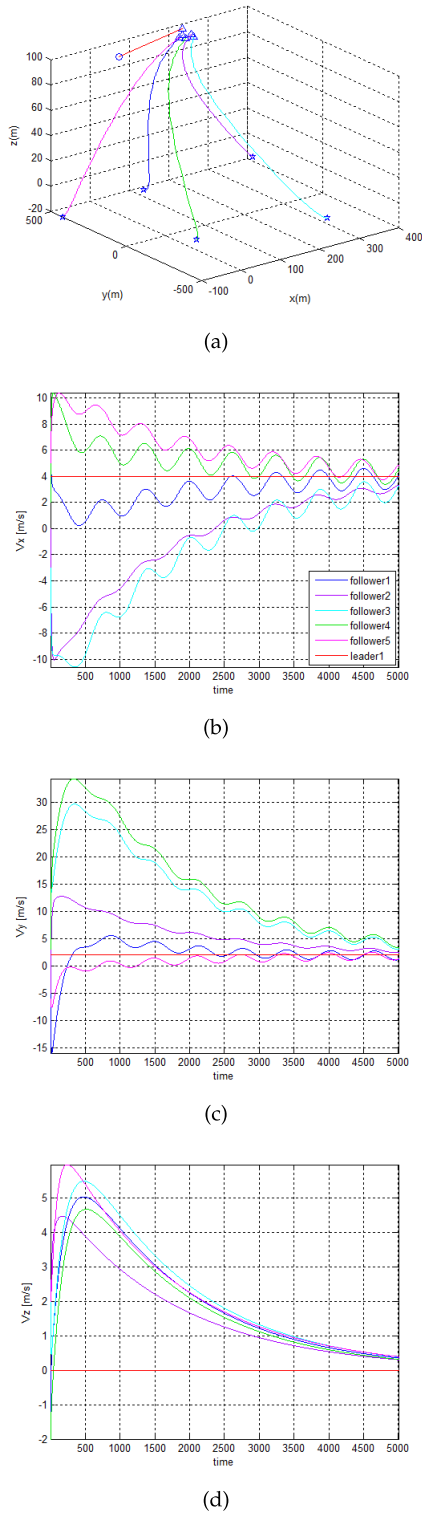 100
80
60
40
20
0
-20
z(m)
500
0
-500
y(m)
-100
0
100
200
300
400
x(m)
(a)
10
8
6
4
2
0
-2
-4
-6
-8
-10
Vx [m/s]
follower1
follower2
follower3
follower4
follower5
leader1
500 1000 1500 2000 2500 3000 3500 4000 4500 5000
time
(b)
30
25
20
15
10
5
0
-5
-10
-15
Vy [m/s]
500 1000 1500 2000 2500 3000 3500 4000 4500 5000
time
(c)
5
4
3
2
1
0
-1
-2
Vz [m/s]
500 1000 1500 2000 2500 3000 3500 4000 4500 5000
time
(d)